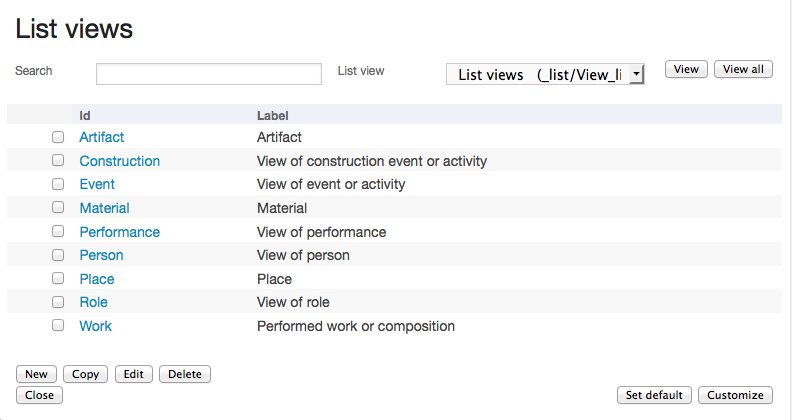 List views
Search List view List views (_list/View_li View View all
Id Label
Artifact Artifact
Construction View of construction event or activity
Event View of event or activity
Material Material
Performance View of performance
Person View of person
Place Place
Role View of role
Work Performed work or composition
New Copy Edit Delete
Close Set default Customize